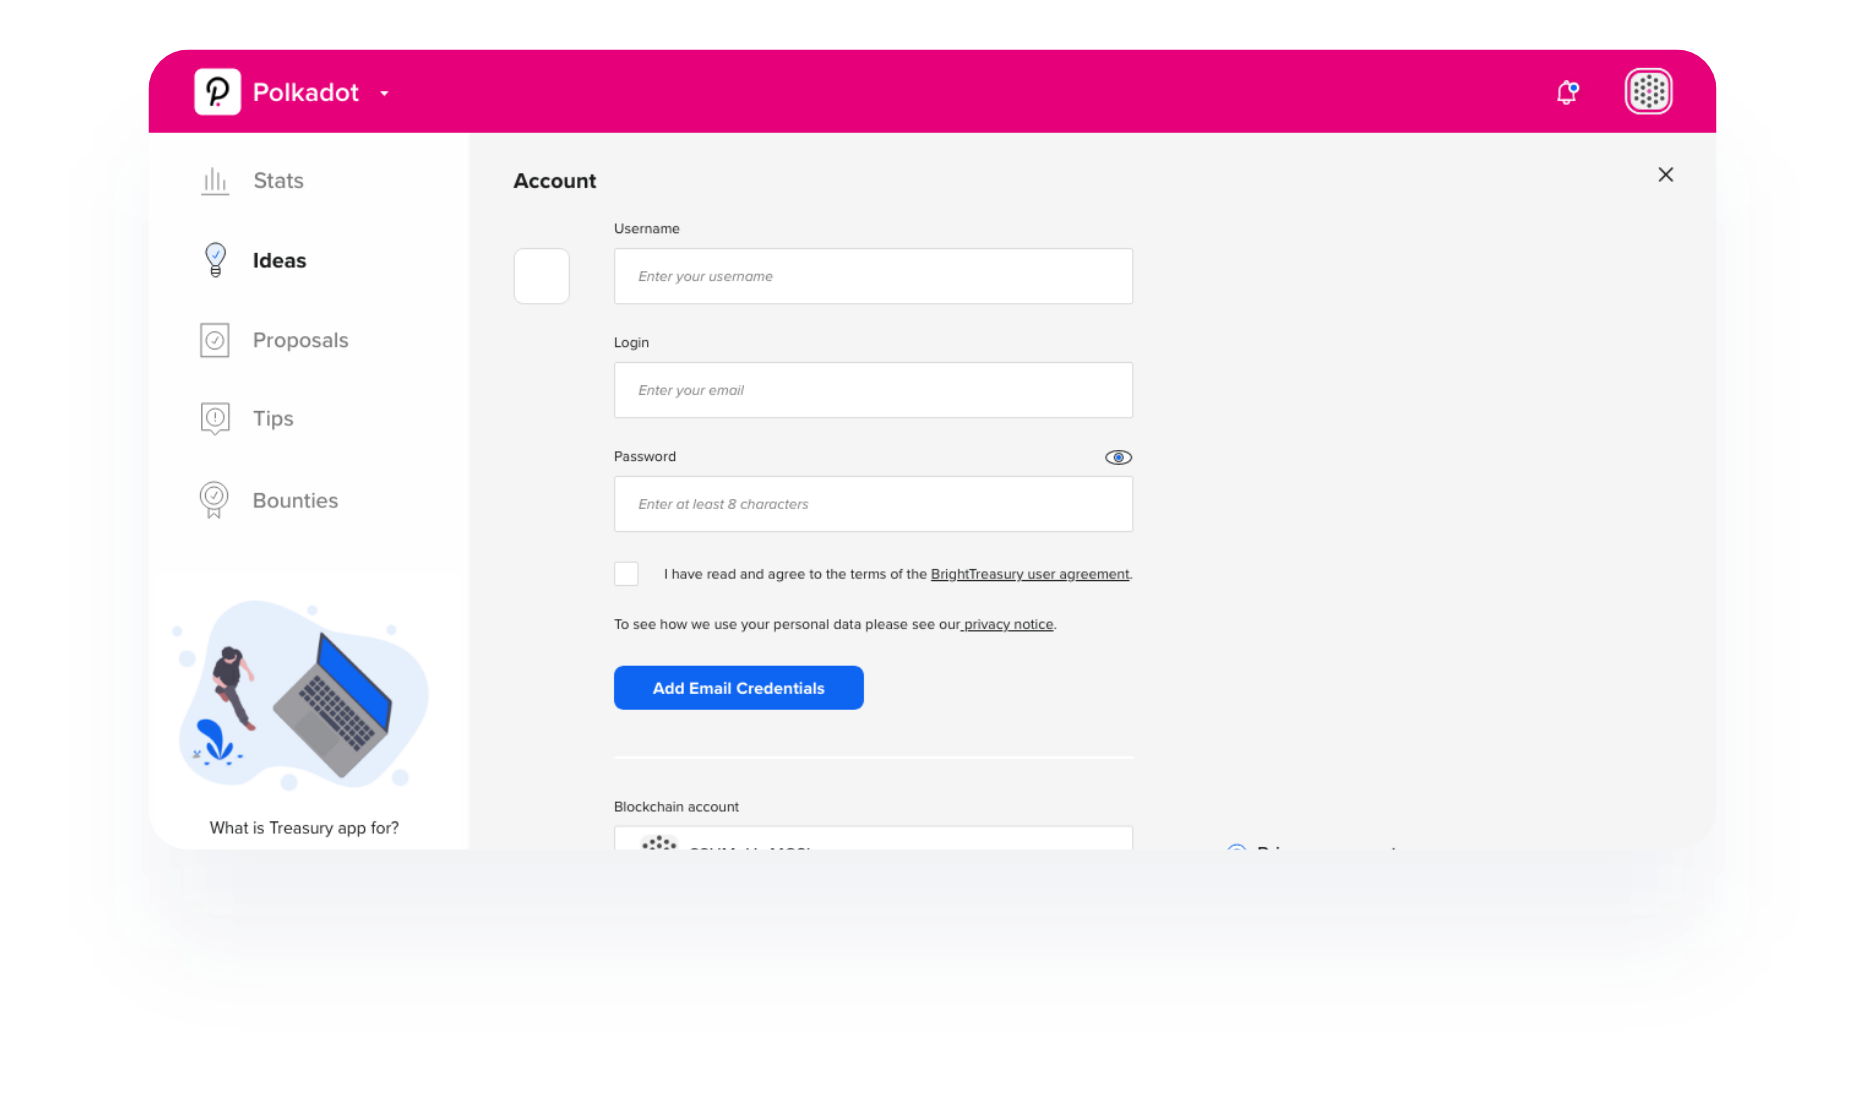 Polkadot
Stats
Ideas
Proposals
Tips
Bounties
What is Treasury app for?
Account
Username
Enter your username
Login
Enter your email
Password
Enter at least 8 characters
I have read and agree to the terms of the BrightTreasury user agreement.
To see how we use your personal data please see our privacy notice.
Add Email Credentials
Blockchain account